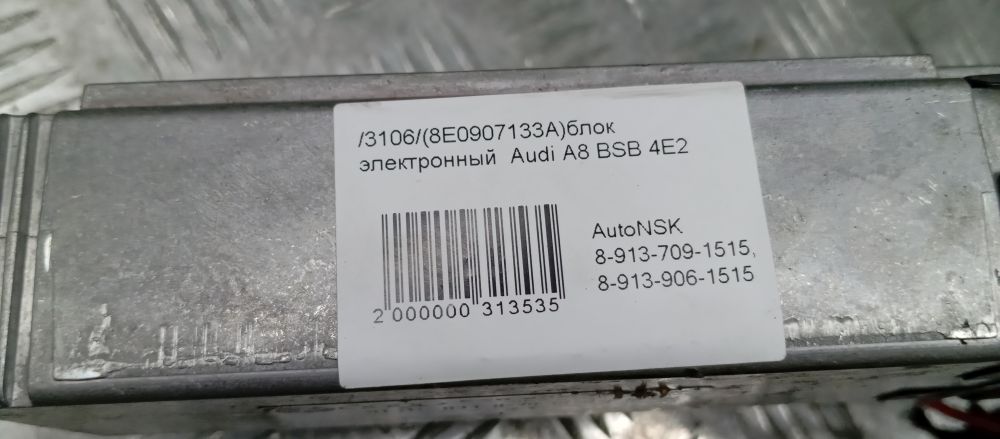 /3106/(8E0907133A)блок
электронный  Audi A8 BSB 4E2
AutoNSK
8-913-709-1515,
8-913-906-1515
2 000000 313535